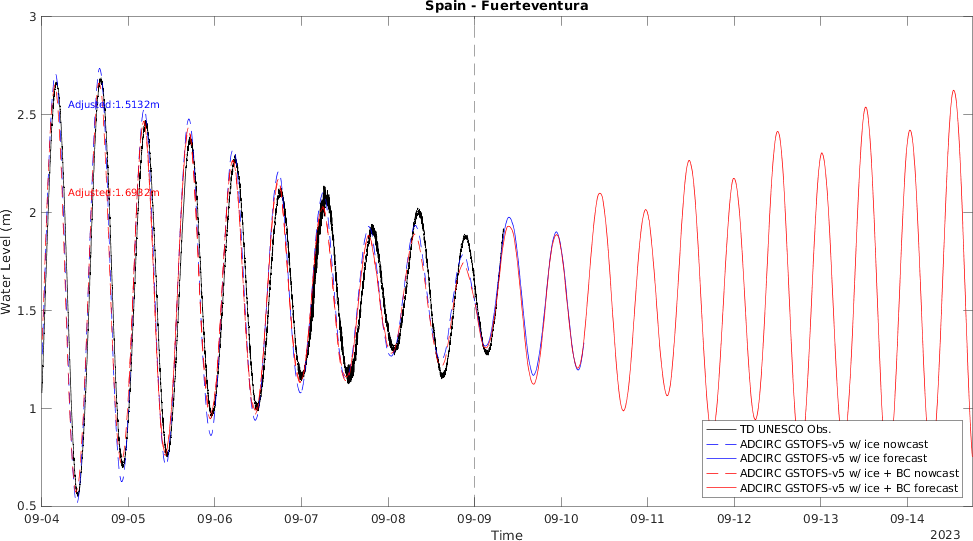 Spain - Fuerteventura
3
2.5
2
1.5
1
0.5
Water Level (m)
Adjusted:1.5132m
Adjusted:1.6932m
TD UNESCO Obs.
ADCIRC GSTOFS-v5 w/ ice nowcast
ADCIRC GSTOFS-v5 w/ ice forecast
ADCIRC GSTOFS-v5 w/ ice + BC nowcast
ADCIRC GSTOFS-v5 w/ ice + BC forecast
09-04 09-05 09-06 09-07 09-08 09-09 09-10 09-11 09-12 09-13 09-14
Time
2023